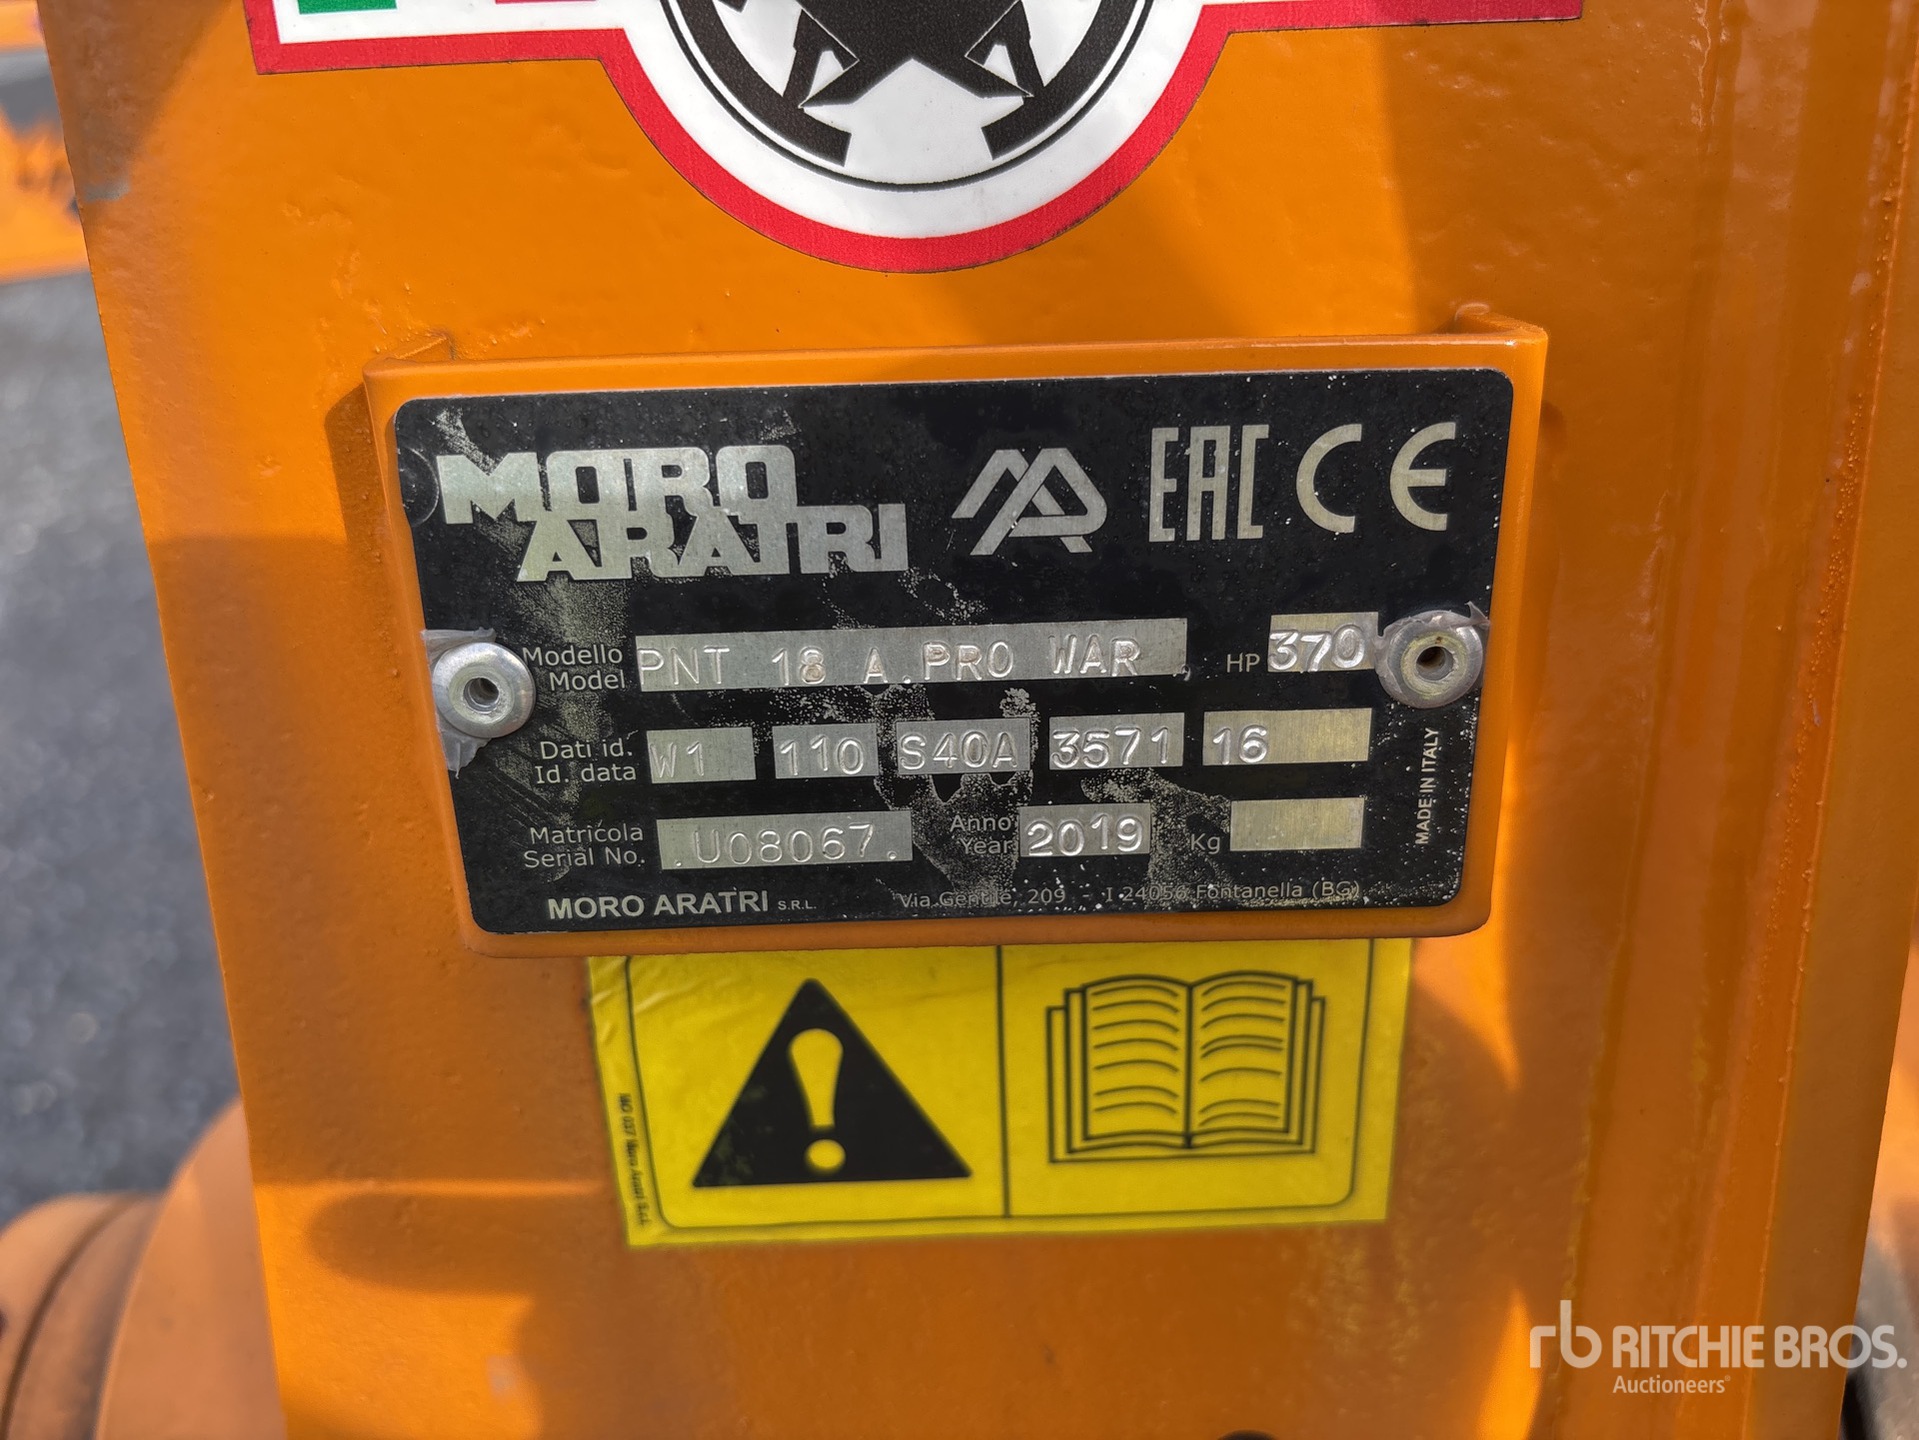 MORO
ARATRI
EAC CE
Modello
Model
PNT 18 A.PRO WAR
HP 370
Dati id.
Id. data
W1 110 S40A 3571 16
Matricola
Serial No.
.U08067.
Anno
Year
2019
Kg
MADE IN ITALY
MORO ARATRI S.R.L.
Via Gentile, 209 - I 24056 Fontanella (BG)
rb RITCHIE BROS.
Auctioneers